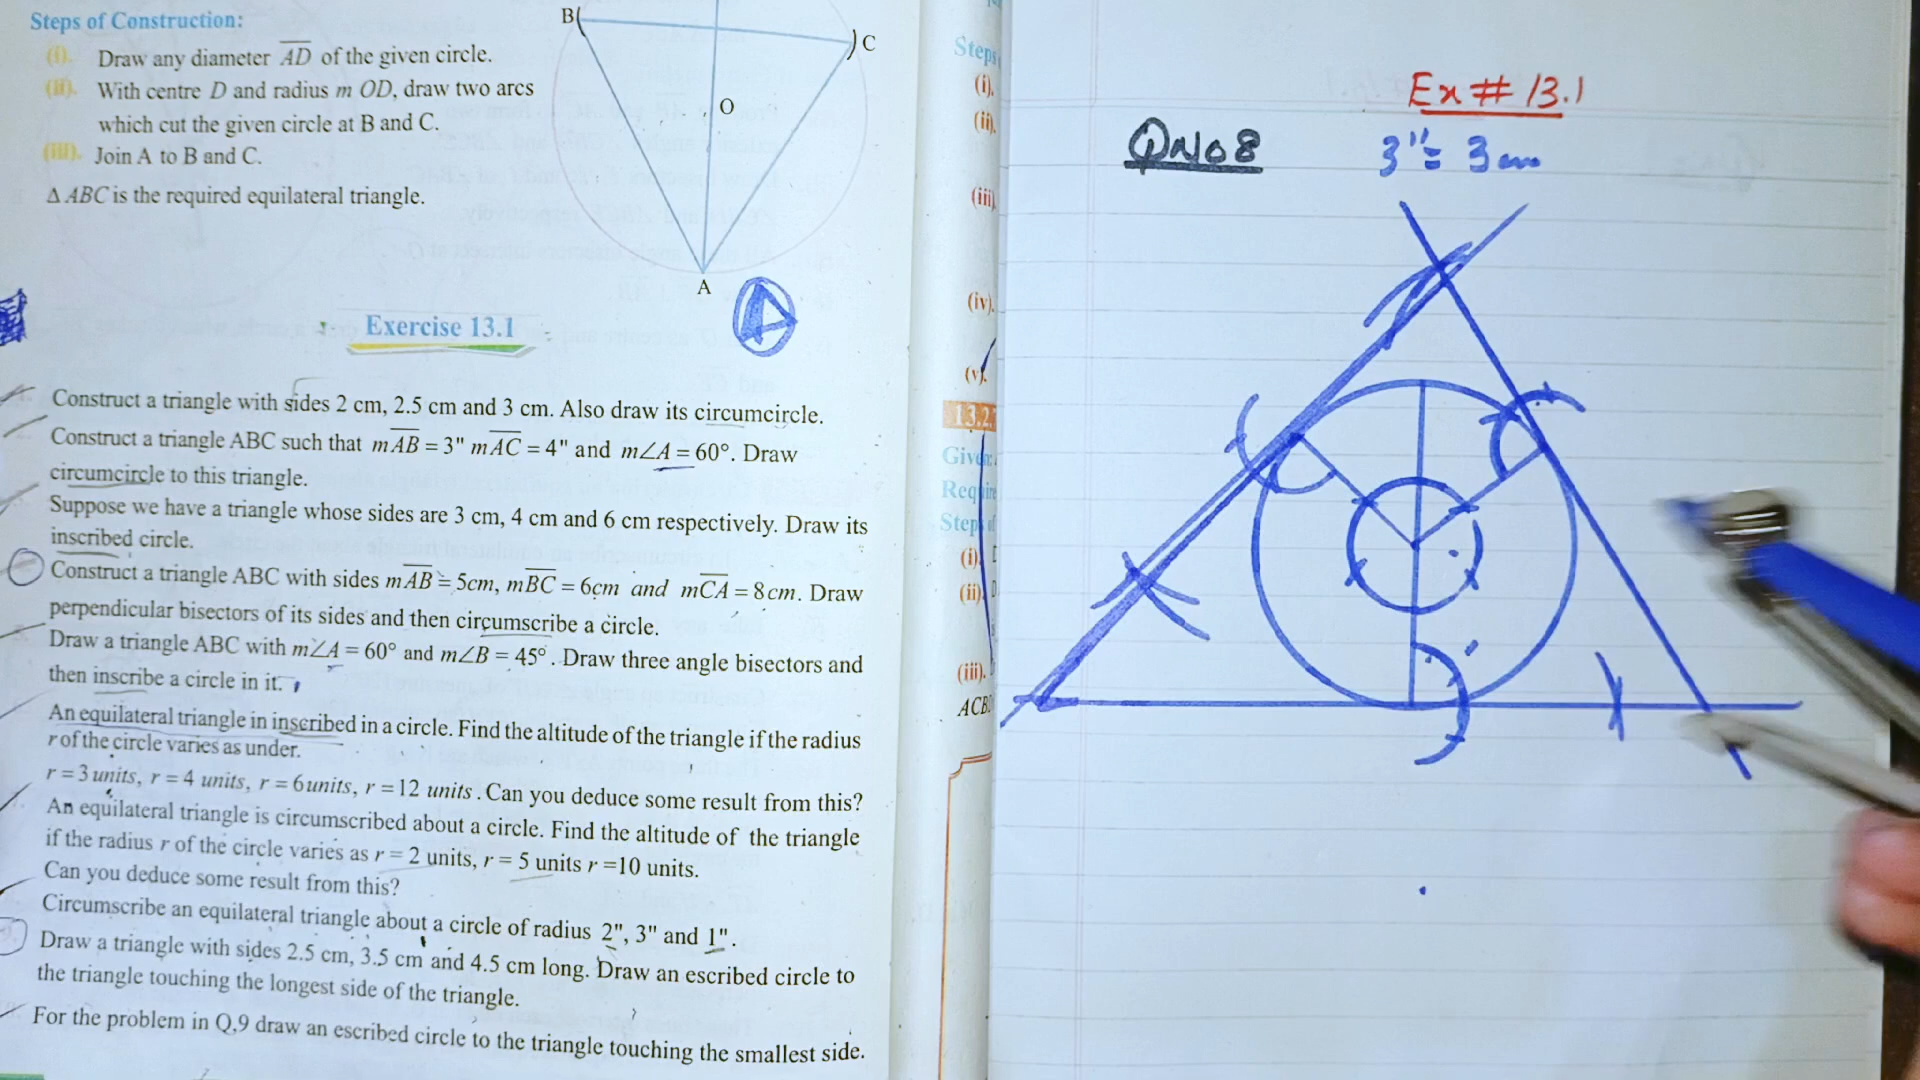 Steps of Construction:
(i). Draw any diameter AD of the given circle.
(ii). With centre D and radius m OD, draw two arcs
which cut the given circle at B and C.
(iii). Join A to B and C.
Δ ABC is the required equilateral triangle.
B
C
O
A
Exercise 13.1
Construct a triangle with sides 2 cm, 2.5 cm and 3 cm. Also draw its circumcircle.
Construct a triangle ABC such that mAB = 3" mAC = 4" and m∠A = 60°. Draw
circumcircle to this triangle.
Suppose we have a triangle whose sides are 3 cm, 4 cm and 6 cm respectively. Draw its
inscribed circle.
Construct a triangle ABC with sides mAB = 5cm, mBC = 6cm and mCA = 8cm. Draw
perpendicular bisectors of its sides and then circumscribe a circle.
Draw a triangle ABC with m∠A = 60° and m∠B = 45°. Draw three angle bisectors and
then inscribe a circle in it.
An equilateral triangle in inscribed in a circle. Find the altitude of the triangle if the radius
r of the circle varies as under.
r = 3 units, r = 4 units, r = 6units, r = 12 units. Can you deduce some result from this?
An equilateral triangle is circumscribed about a circle. Find the altitude of the triangle
if the radius r of the circle varies as r = 2 units, r = 5 units r =10 units.
Can you deduce some result from this?
Circumscribe an equilateral triangle about a circle of radius 2", 3" and 1".
Draw a triangle with sides 2.5 cm, 3.5 cm and 4.5 cm long. Draw an escribed circle to
the triangle touching the longest side of the triangle.
For the problem in Q.9 draw an escribed circle to the triangle touching the smallest side.
Steps
(i).
(ii).
(iii)
(iv).
(v).
13.2
(i).
(ii).
(iii).
Ex # 13.1
QNo8
3" = 3 cm